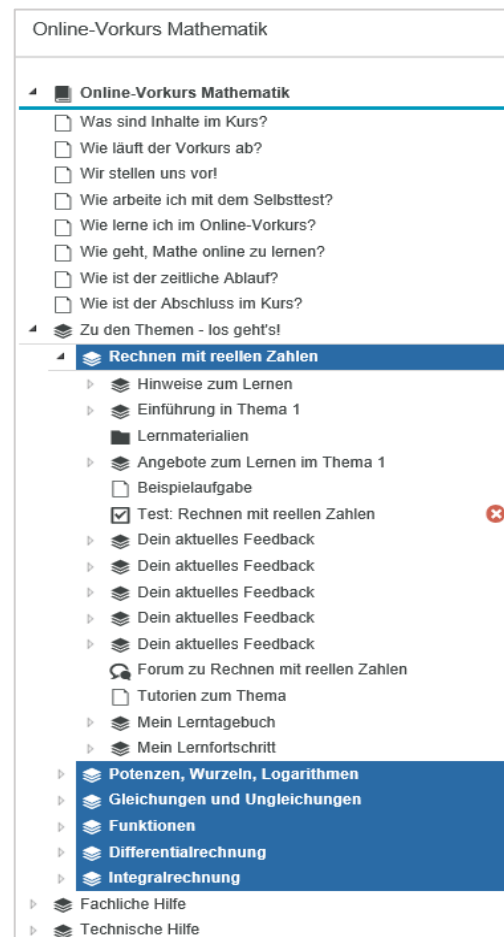 Online-Vorkurs Mathematik
Online-Vorkurs Mathematik
Was sind Inhalte im Kurs?
Wie läuft der Vorkurs ab?
Wir stellen uns vor!
Wie arbeite ich mit dem Selbsttest?
Wie lerne ich im Online-Vorkurs?
Wie geht, Mathe online zu lernen?
Wie ist der zeitliche Ablauf?
Wie ist der Abschluss im Kurs?
Zu den Themen - los geht's!
Rechnen mit reellen Zahlen
Hinweise zum Lernen
Einführung in Thema 1
Lernmaterialien
Angebote zum Lernen im Thema 1
Beispielaufgabe
Test: Rechnen mit reellen Zahlen
Dein aktuelles Feedback
Dein aktuelles Feedback
Dein aktuelles Feedback
Dein aktuelles Feedback
Dein aktuelles Feedback
Forum zu Rechnen mit reellen Zahlen
Tutorien zum Thema
Mein Lerntagebuch
Mein Lernfortschritt
Potenzen, Wurzeln, Logarithmen
Gleichungen und Ungleichungen
Funktionen
Differentialrechnung
Integralrechnung
Fachliche Hilfe
Technische Hilfe